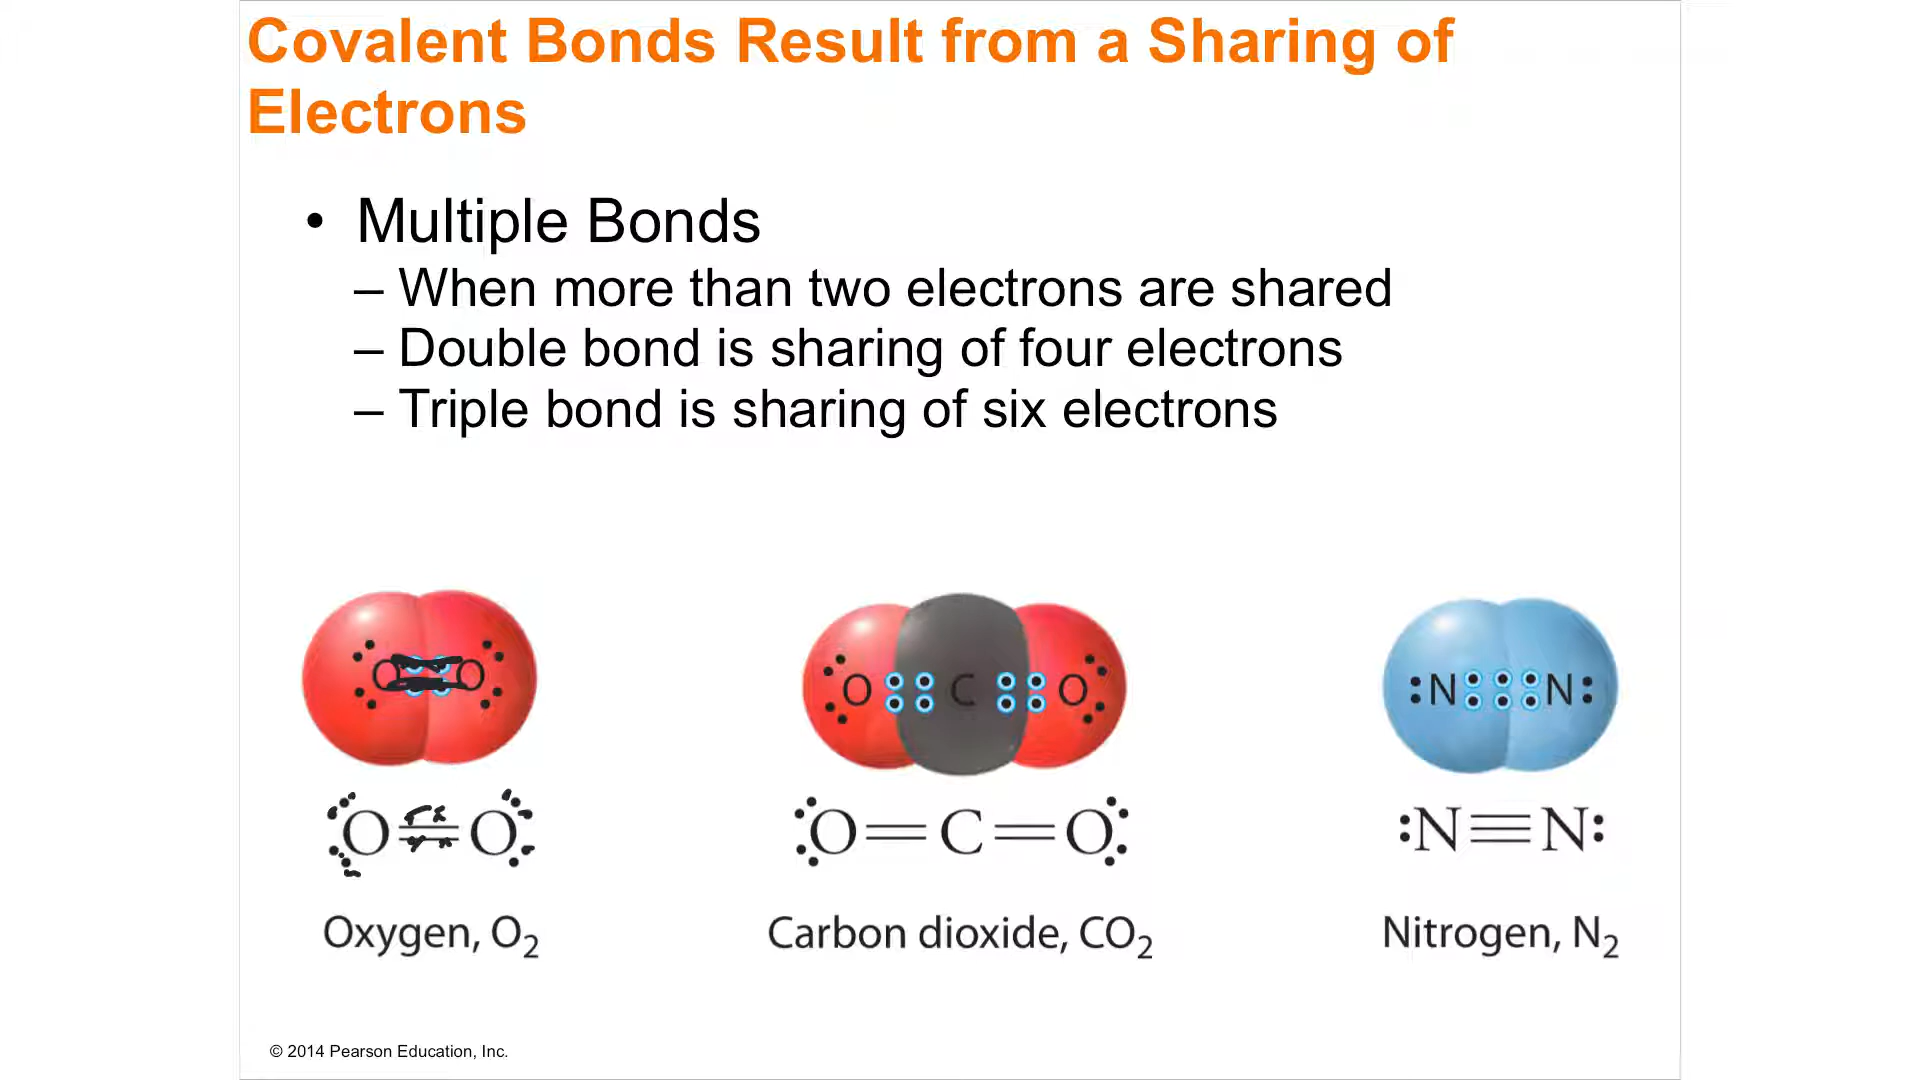 Covalent Bonds Result from a Sharing of
Electrons
• Multiple Bonds
– When more than two electrons are shared
– Double bond is sharing of four electrons
– Triple bond is sharing of six electrons
O O
O C O
:N N:
O=O
O=C=O
:N≡N:
Oxygen, O₂
Carbon dioxide, CO₂
Nitrogen, N₂
© 2014 Pearson Education, Inc.